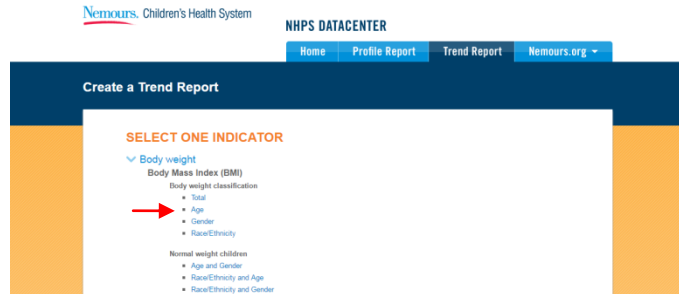 Nemours. Children's Health System
NHPS DATACENTER
Home Profile Report Trend Report Nemours.org
Create a Trend Report
SELECT ONE INDICATOR
Body weight
Body Mass Index (BMI)
Body weight classification
Total
Age
Gender
Race/Ethnicity
Normal weight children
Age and Gender
Race/Ethnicity and Age
Race/Ethnicity and Gender